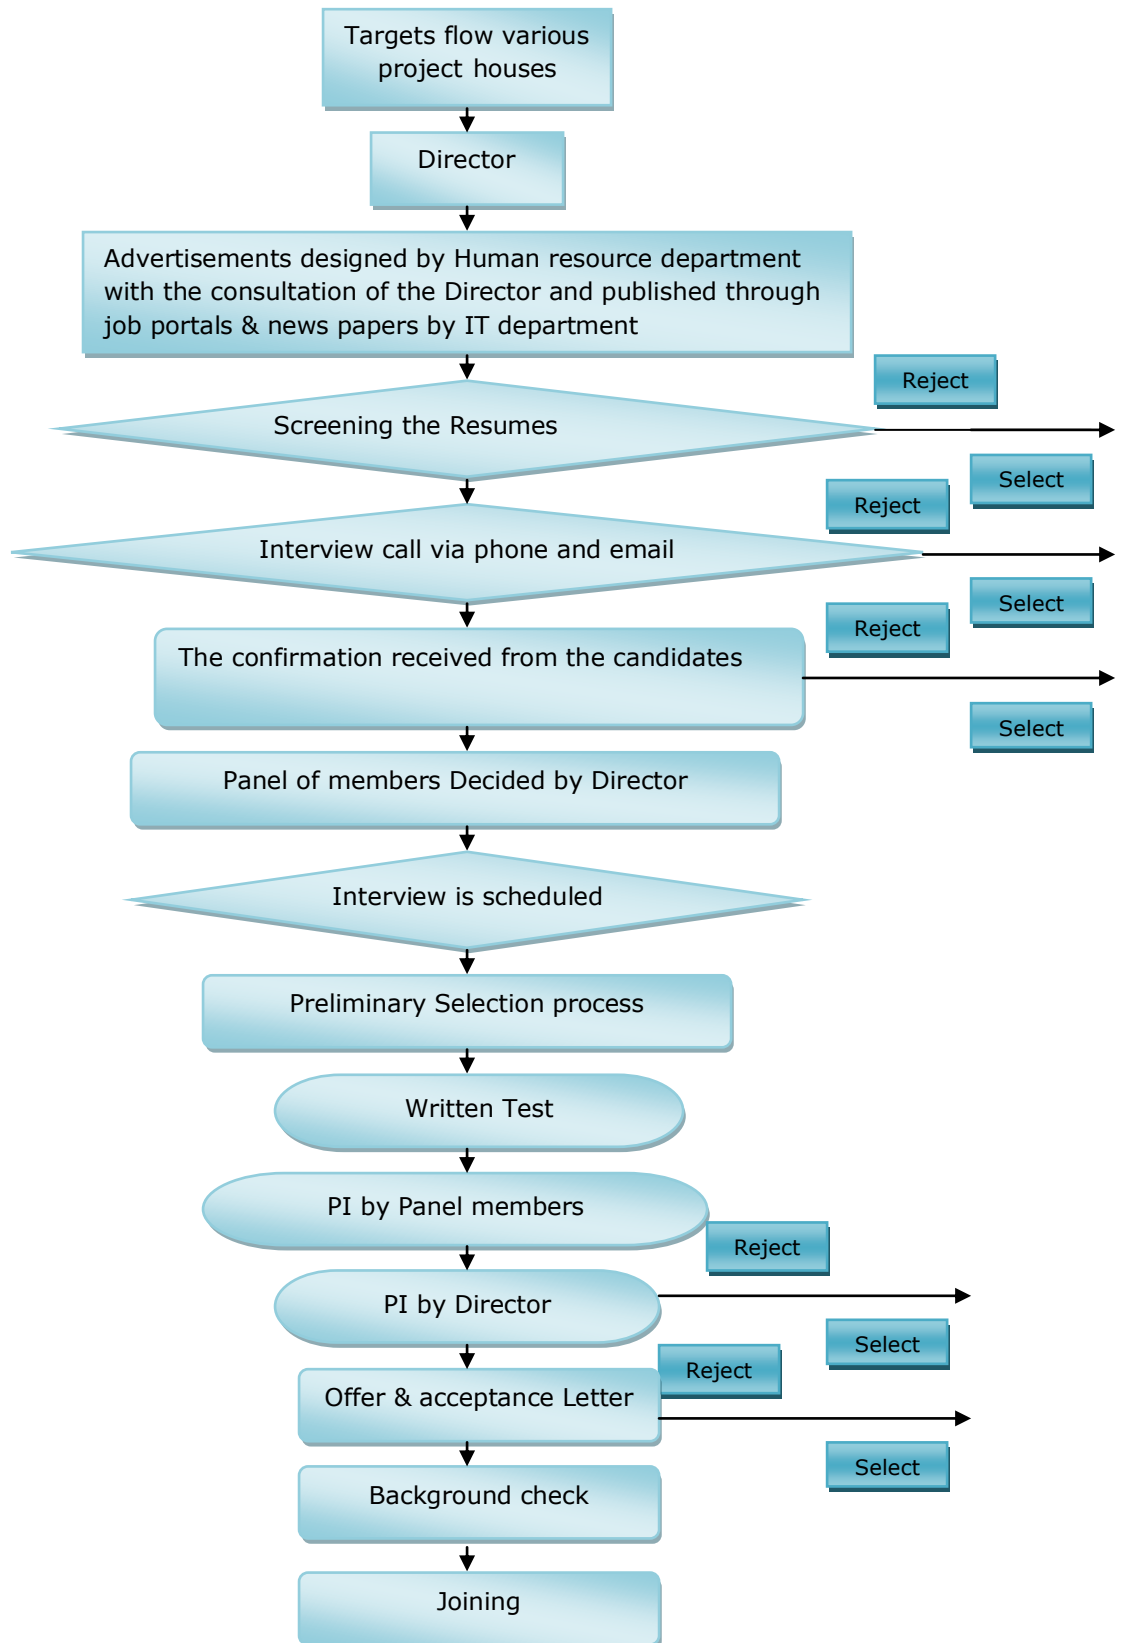 Targets flow various
project houses
Director
Advertisements designed by Human resource department
with the consultation of the Director and published through
job portals & news papers by IT department
Reject
Screening the Resumes
Select
Reject
Interview call via phone and email
Select
Reject
The confirmation received from the candidates
Select
Panel of members Decided by Director
Interview is scheduled
Preliminary Selection process
Written Test
PI by Panel members
Reject
PI by Director
Select
Reject
Offer & acceptance Letter
Select
Background check
Joining